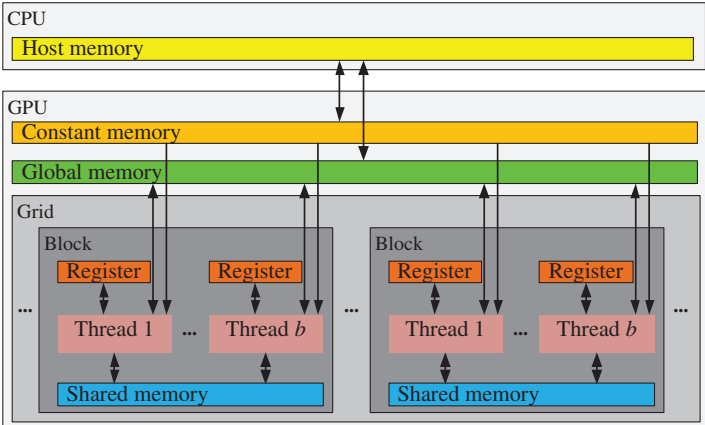 CPU
Host memory
GPU
Constant memory
Global memory
Grid
Block
Block
Register
Register
Register
Register
...
...
...
Thread 1
...
Thread b
Thread 1
...
Thread b
Shared memory
Shared memory